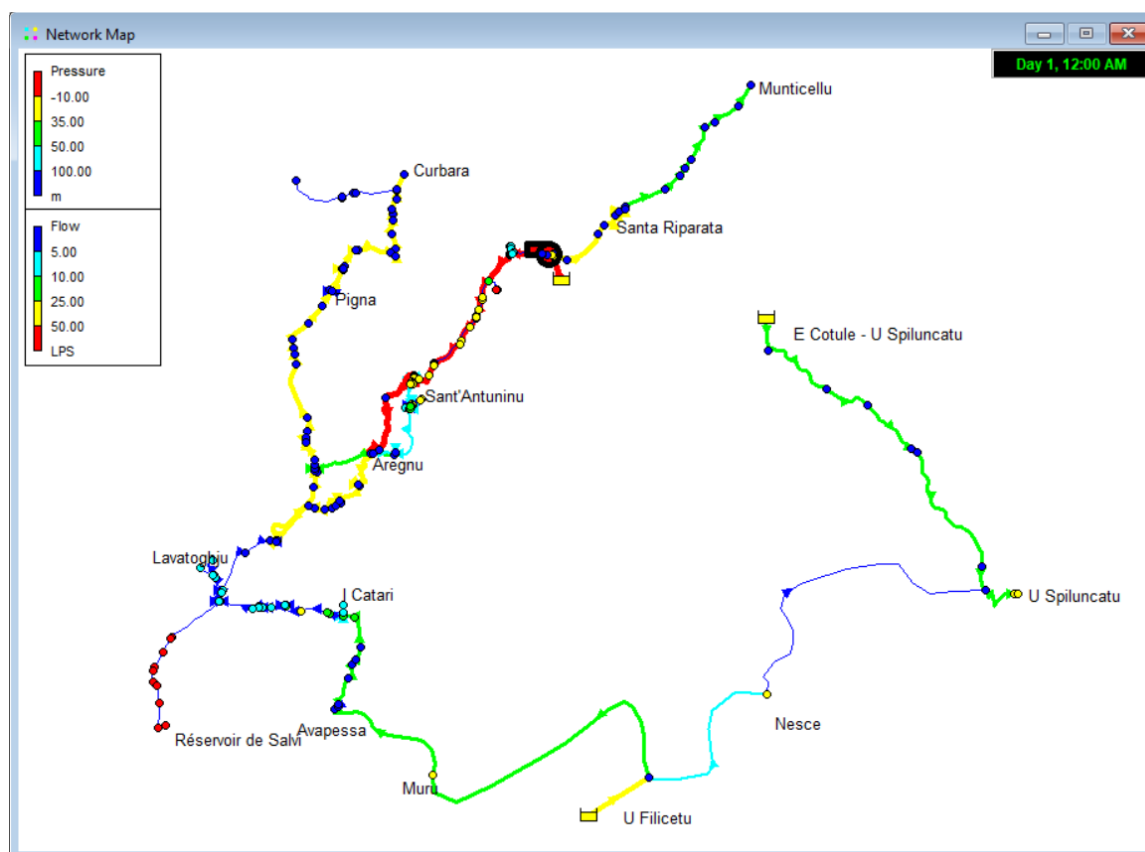 Network Map
Day 1, 12:00 AM
Pressure
-10.00
35.00
50.00
100.00
m
Flow
5.00
10.00
25.00
50.00
LPS
Munticellu
Curbara
Santa Riparata
Pigna
E Cotule - U Spiluncatu
Sant'Antuninu
Aregnu
Lavatoghju
I Catari
U Spiluncatu
Nesce
Avapessa
Réservoir de Salvi
Muru
U Filicetu